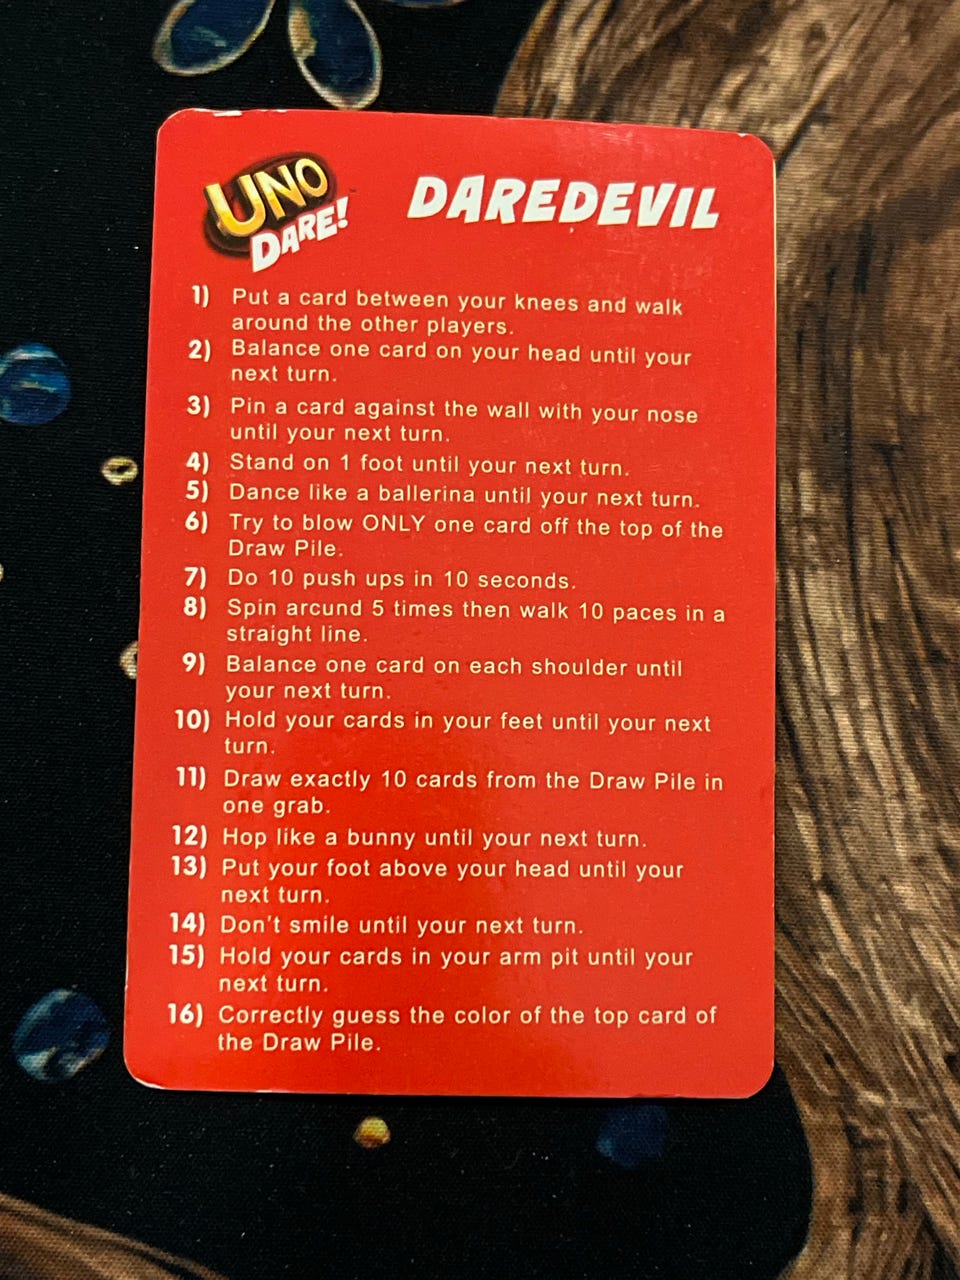 UNO
DARE!
DAREDEVIL
1) Put a card between your knees and walk
around the other players.
2) Balance one card on your head until your
next turn.
3) Pin a card against the wall with your nose
until your next turn.
4) Stand on 1 foot until your next turn.
5) Dance like a ballerina until your next turn.
6) Try to blow ONLY one card off the top of the
Draw Pile.
7) Do 10 push ups in 10 seconds.
8) Spin around 5 times then walk 10 paces in a
straight line.
9) Balance one card on each shoulder until
your next turn.
10) Hold your cards in your feet until your next
turn.
11) Draw exactly 10 cards from the Draw Pile in
one grab.
12) Hop like a bunny until your next turn.
13) Put your foot above your head until your
next turn.
14) Don't smile until your next turn.
15) Hold your cards in your arm pit until your
next turn.
16) Correctly guess the color of the top card of
the Draw Pile.